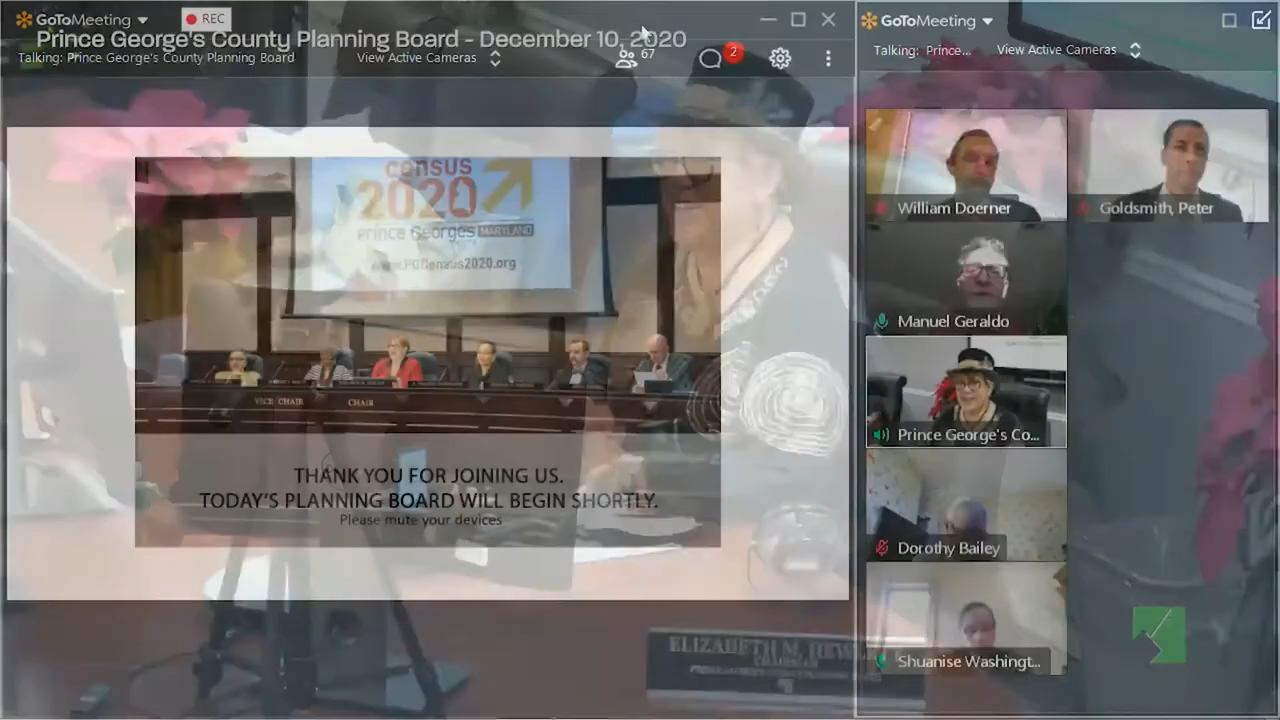 GoToMeeting
REC
Prince George's County Planning Board - December 10, 2020
Talking: Prince George's County Planning Board
View Active Cameras
67
2
census
2020
Prince Georges MARYLAND
www.PGCensus2020.org
VICE CHAIR
CHAIR
THANK YOU FOR JOINING US.
TODAY'S PLANNING BOARD WILL BEGIN SHORTLY.
Please mute your devices
GoToMeeting
Talking: Prince...
View Active Cameras
William Doerner
Goldsmith, Peter
Manuel Geraldo
Prince George's Co...
Dorothy Bailey
Shuanise Washingt...
ELIZABETH M.
CHAIRMAN